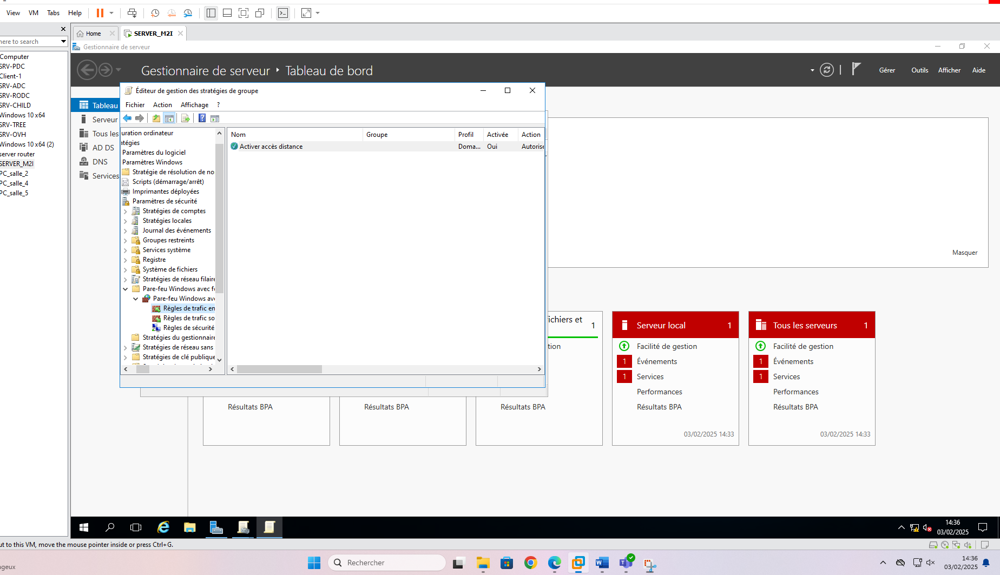 View VM Tabs Help
here to search
Computer
SRV-PDC
Client-1
SRV-ADC
SRV-RODC
SRV-CHILD
Windows 10 x64
SRV-TREE
SRV-OVH
Windows 10 x64 (2)
server router
SERVER_M2I
PC_salle_2
PC_salle_4
PC_salle_5
Home
SERVER_M2I
Gestionnaire de serveur
Gestionnaire de serveur ‣ Tableau de bord
Gérer Outils Afficher Aide
Tableau
Serveur
Tous les
AD DS
DNS
Services
Éditeur de gestion des stratégies de groupe
Fichier Action Affichage ?
uration ordinateur
atégies
Paramètres du logiciel
Paramètres Windows
Stratégie de résolution de no
Scripts (démarrage/arrêt)
Imprimantes déployées
Paramètres de sécurité
Stratégies de comptes
Stratégies locales
Journal des événements
Groupes restreints
Services système
Registre
Système de fichiers
Stratégies de réseau filaire
Pare-feu Windows avec fo
Pare-feu Windows ave
Règles de trafic en
Règles de trafic so
Règles de sécurité
Stratégies du gestionnaire
Stratégies de réseau sans
Stratégies de clé publique
Nom Groupe Profil Activée Action
Activer accès distance Doma... Oui Autorise
Masquer
ichiers et 1
tion
Résultats BPA
Résultats BPA
Résultats BPA
Serveur local 1
Facilité de gestion
1 Événements
1 Services
Performances
Résultats BPA
03/02/2025 14:33
Tous les serveurs 1
Facilité de gestion
1 Événements
1 Services
Performances
Résultats BPA
03/02/2025 14:33
14:36
03/02/2025
ut to this VM, move the mouse pointer inside or press Ctrl+G.
ageux
Rechercher
14:36
03/02/2025